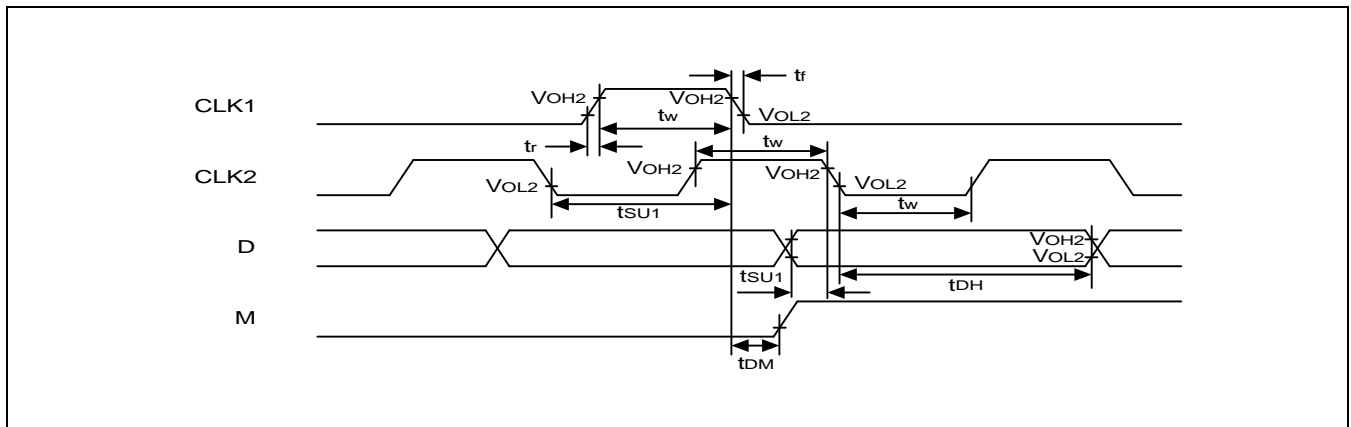 tf
CLK1
VOH2
VOH2
VOL2
tw
tr
tw
CLK2
VOH2
VOH2
VOL2
VOL2
tSU1
tw
D
VOH2
VOL2
tSU1
tDH
M
tDM